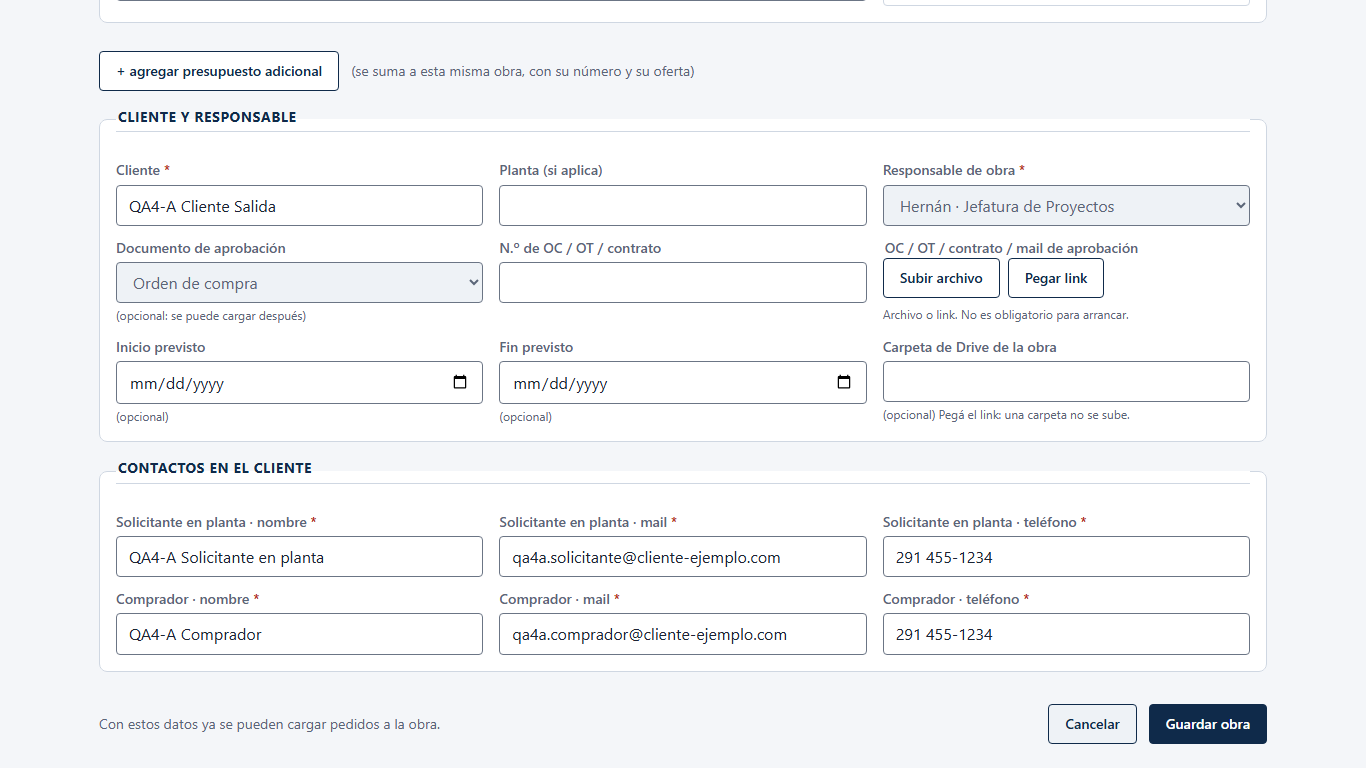 + agregar presupuesto adicional (se suma a esta misma obra, con su número y su oferta)
CLIENTE Y RESPONSABLE
Cliente * Planta (si aplica) Responsable de obra *
QA4-A Cliente Salida Hernán · Jefatura de Proyectos
Documento de aprobación N.º de OC / OT / contrato OC / OT / contrato / mail de aprobación
Orden de compra Subir archivo Pegar link
(opcional: se puede cargar después) Archivo o link. No es obligatorio para arrancar.
Inicio previsto Fin previsto Carpeta de Drive de la obra
mm/dd/yyyy mm/dd/yyyy
(opcional) (opcional) (opcional) Pegá el link: una carpeta no se sube.
CONTACTOS EN EL CLIENTE
Solicitante en planta · nombre * Solicitante en planta · mail * Solicitante en planta · teléfono *
QA4-A Solicitante en planta qa4a.solicitante@cliente-ejemplo.com 291 455-1234
Comprador · nombre * Comprador · mail * Comprador · teléfono *
QA4-A Comprador qa4a.comprador@cliente-ejemplo.com 291 455-1234
Con estos datos ya se pueden cargar pedidos a la obra. Cancelar Guardar obra